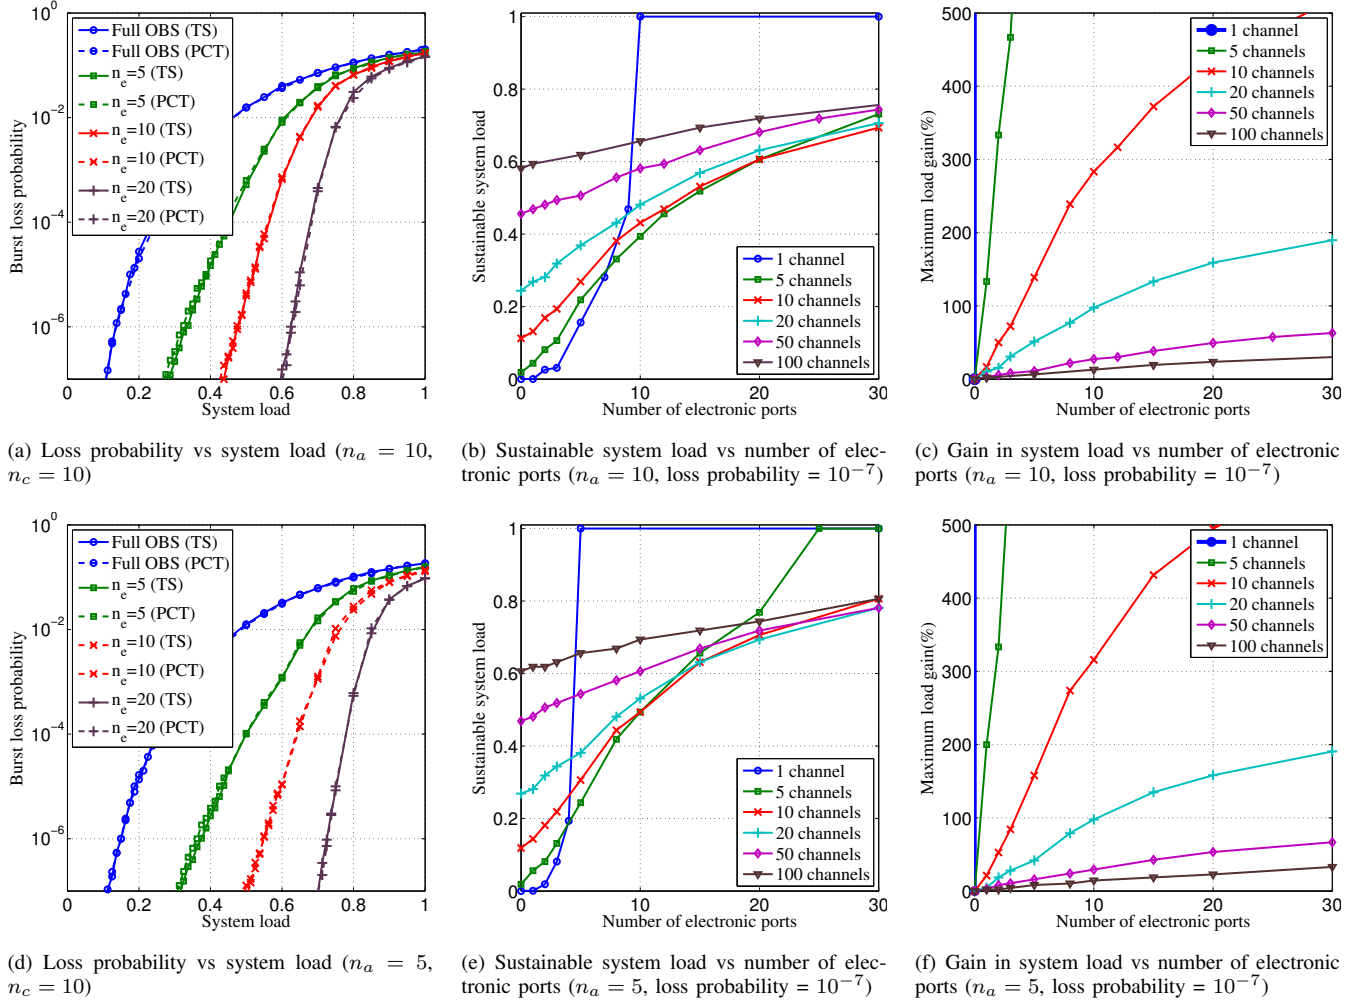 10^0
10^-2
10^-4
10^-6
Burst loss probability
Full OBS (TS)
Full OBS (PCT)
n_e=5 (TS)
n_e=5 (PCT)
n_e=10 (TS)
n_e=10 (PCT)
n_e=20 (TS)
n_e=20 (PCT)
0 0.2 0.4 0.6 0.8 1
System load
(a) Loss probability vs system load (n_a = 10,
n_c = 10)
1
0.8
0.6
0.4
0.2
0
Sustainable system load
1 channel
5 channels
10 channels
20 channels
50 channels
100 channels
0 10 20 30
Number of electronic ports
(b) Sustainable system load vs number of elec-
tronic ports (n_a = 10, loss probability = 10^-7)
500
400
300
200
100
0
Maximum load gain(%)
1 channel
5 channels
10 channels
20 channels
50 channels
100 channels
0 10 20 30
Number of electronic ports
(c) Gain in system load vs number of electronic
ports (n_a = 10, loss probability = 10^-7)
10^0
10^-2
10^-4
10^-6
Burst loss probability
Full OBS (TS)
Full OBS (PCT)
n_e=5 (TS)
n_e=5 (PCT)
n_e=10 (TS)
n_e=10 (PCT)
n_e=20 (TS)
n_e=20 (PCT)
0 0.2 0.4 0.6 0.8 1
System load
(d) Loss probability vs system load (n_a = 5,
n_c = 10)
1
0.8
0.6
0.4
0.2
0
Sustainable system load
1 channel
5 channels
10 channels
20 channels
50 channels
100 channels
0 10 20 30
Number of electronic ports
(e) Sustainable system load vs number of elec-
tronic ports (n_a = 5, loss probability = 10^-7)
500
400
300
200
100
0
Maximum load gain(%)
1 channel
5 channels
10 channels
20 channels
50 channels
100 channels
0 10 20 30
Number of electronic ports
(f) Gain in system load vs number of electronic
ports (n_a = 5, loss probability = 10^-7)